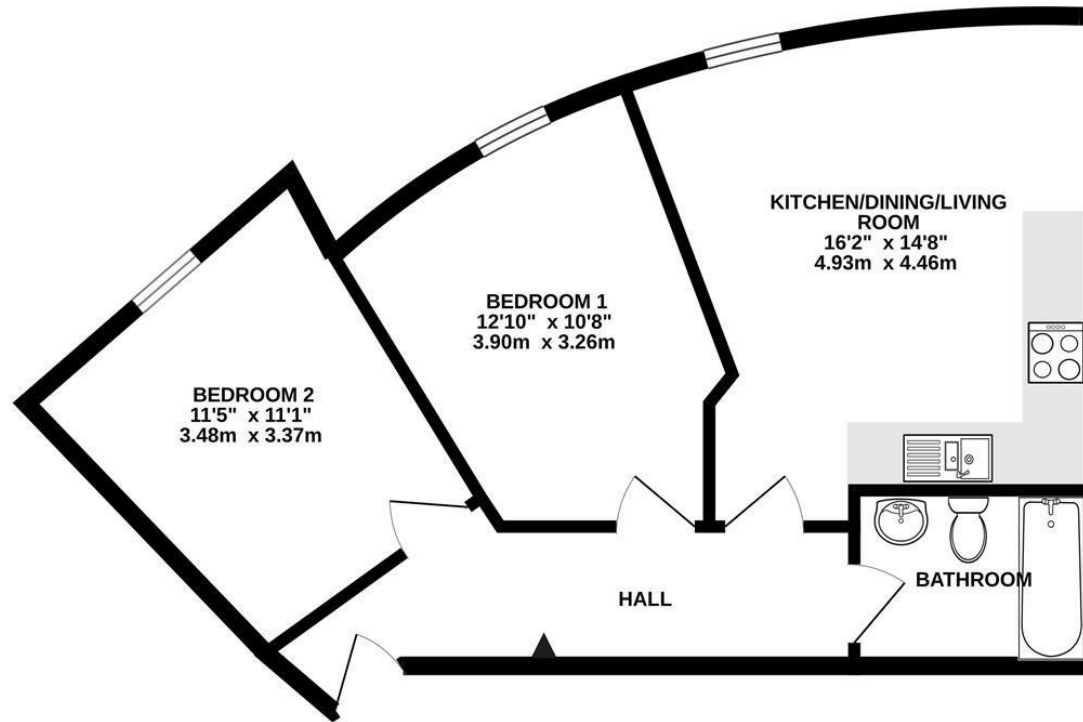 KITCHEN/DINING/LIVING
ROOM
16'2" x 14'8"
4.93m x 4.46m
BEDROOM 1
12'10" x 10'8"
3.90m x 3.26m
BEDROOM 2
11'5" x 11'1"
3.48m x 3.37m
HALL
BATHROOM